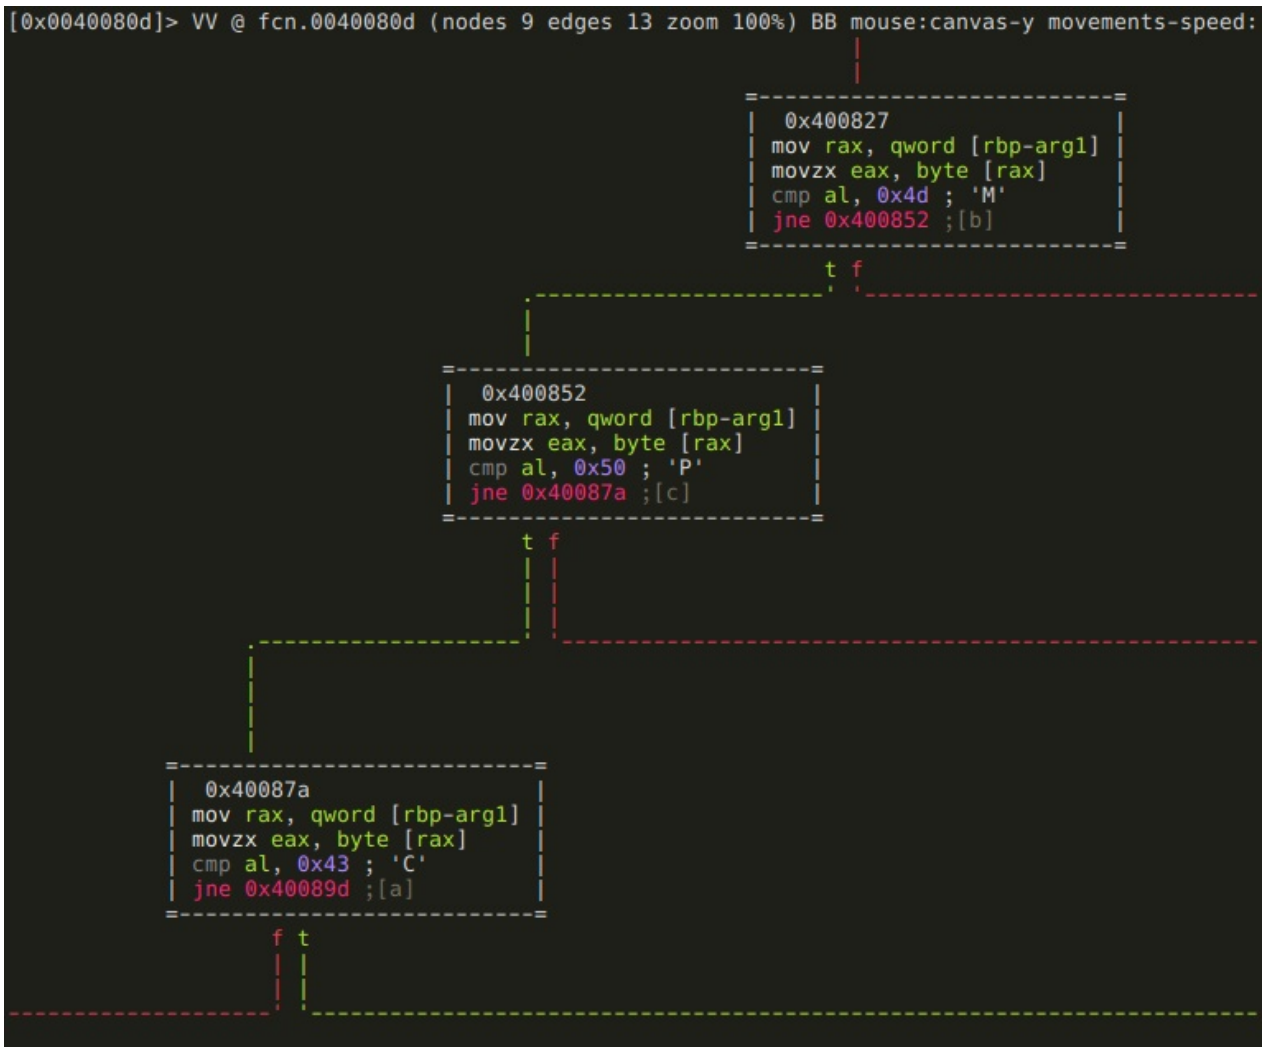 [0x0040080d]> VV @ fcn.0040080d (nodes 9 edges 13 zoom 100%) BB mouse:canvas-y movements-speed:
0x400827
mov rax, qword [rbp-arg1]
movzx eax, byte [rax]
cmp al, 0x4d ; 'M'
jne 0x400852 ;[b]
t f
0x400852
mov rax, qword [rbp-arg1]
movzx eax, byte [rax]
cmp al, 0x50 ; 'P'
jne 0x40087a ;[c]
t f
0x40087a
mov rax, qword [rbp-arg1]
movzx eax, byte [rax]
cmp al, 0x43 ; 'C'
jne 0x40089d ;[a]
f t